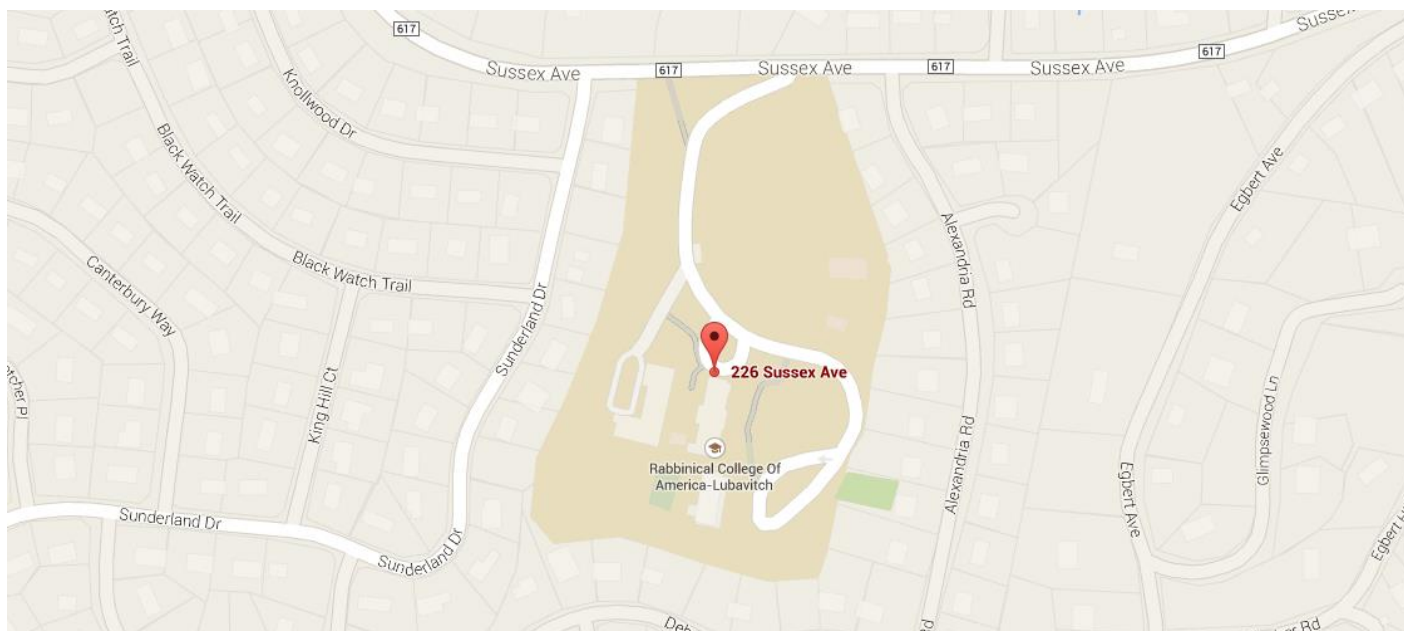 617
Sussex Ave
617
Sussex Ave
617
Sussex Ave
617
Knollwood Dr
Black Watch Trail
Black Watch Trail
Canterbury Way
King Hill Ct
Sunderland Dr
Sunderland Dr
Sunderland Dr
226 Sussex Ave
Rabbinical College Of
America-Lubavitch
Alexandria Rd
Alexandria Rd
Egbert Ave
Egbert Ave
Glimpsewood Ln